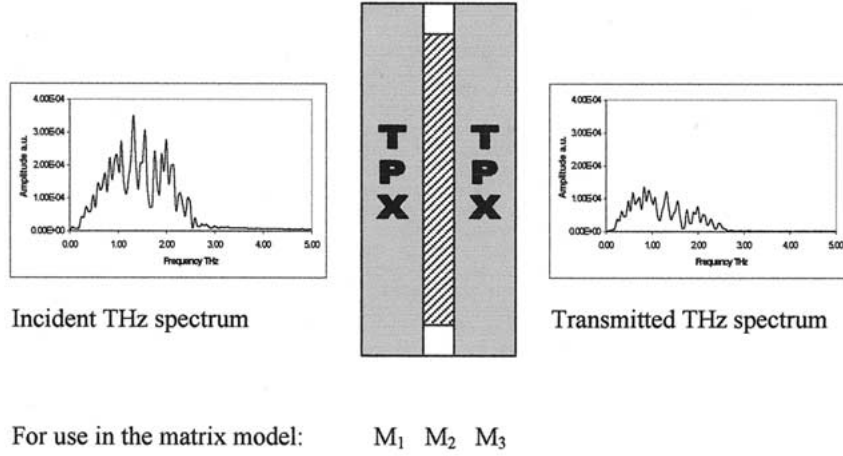 4.00E-04
3.00E-04
2.00E-04
1.00E-04
0.00E+00
Amplitude a.u.
0.00 1.00 2.00 3.00 4.00 5.00
Frequency THz
Incident THz spectrum
T
P
X
T
P
X
4.00E-04
3.00E-04
2.00E-04
1.00E-04
0.00E+00
Amplitude a.u.
0.00 1.00 2.00 3.00 4.00 5.00
Frequency THz
Transmitted THz spectrum
For use in the matrix model: M₁ M₂ M₃